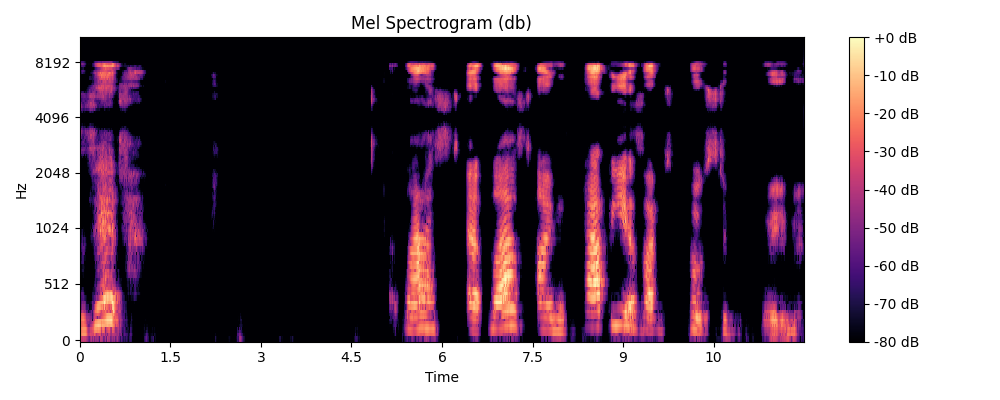 Mel Spectrogram (db)
Hz
8192
4096
2048
1024
512
0
0 1.5 3 4.5 6 7.5 9 10
Time
+0 dB
-10 dB
-20 dB
-30 dB
-40 dB
-50 dB
-60 dB
-70 dB
-80 dB